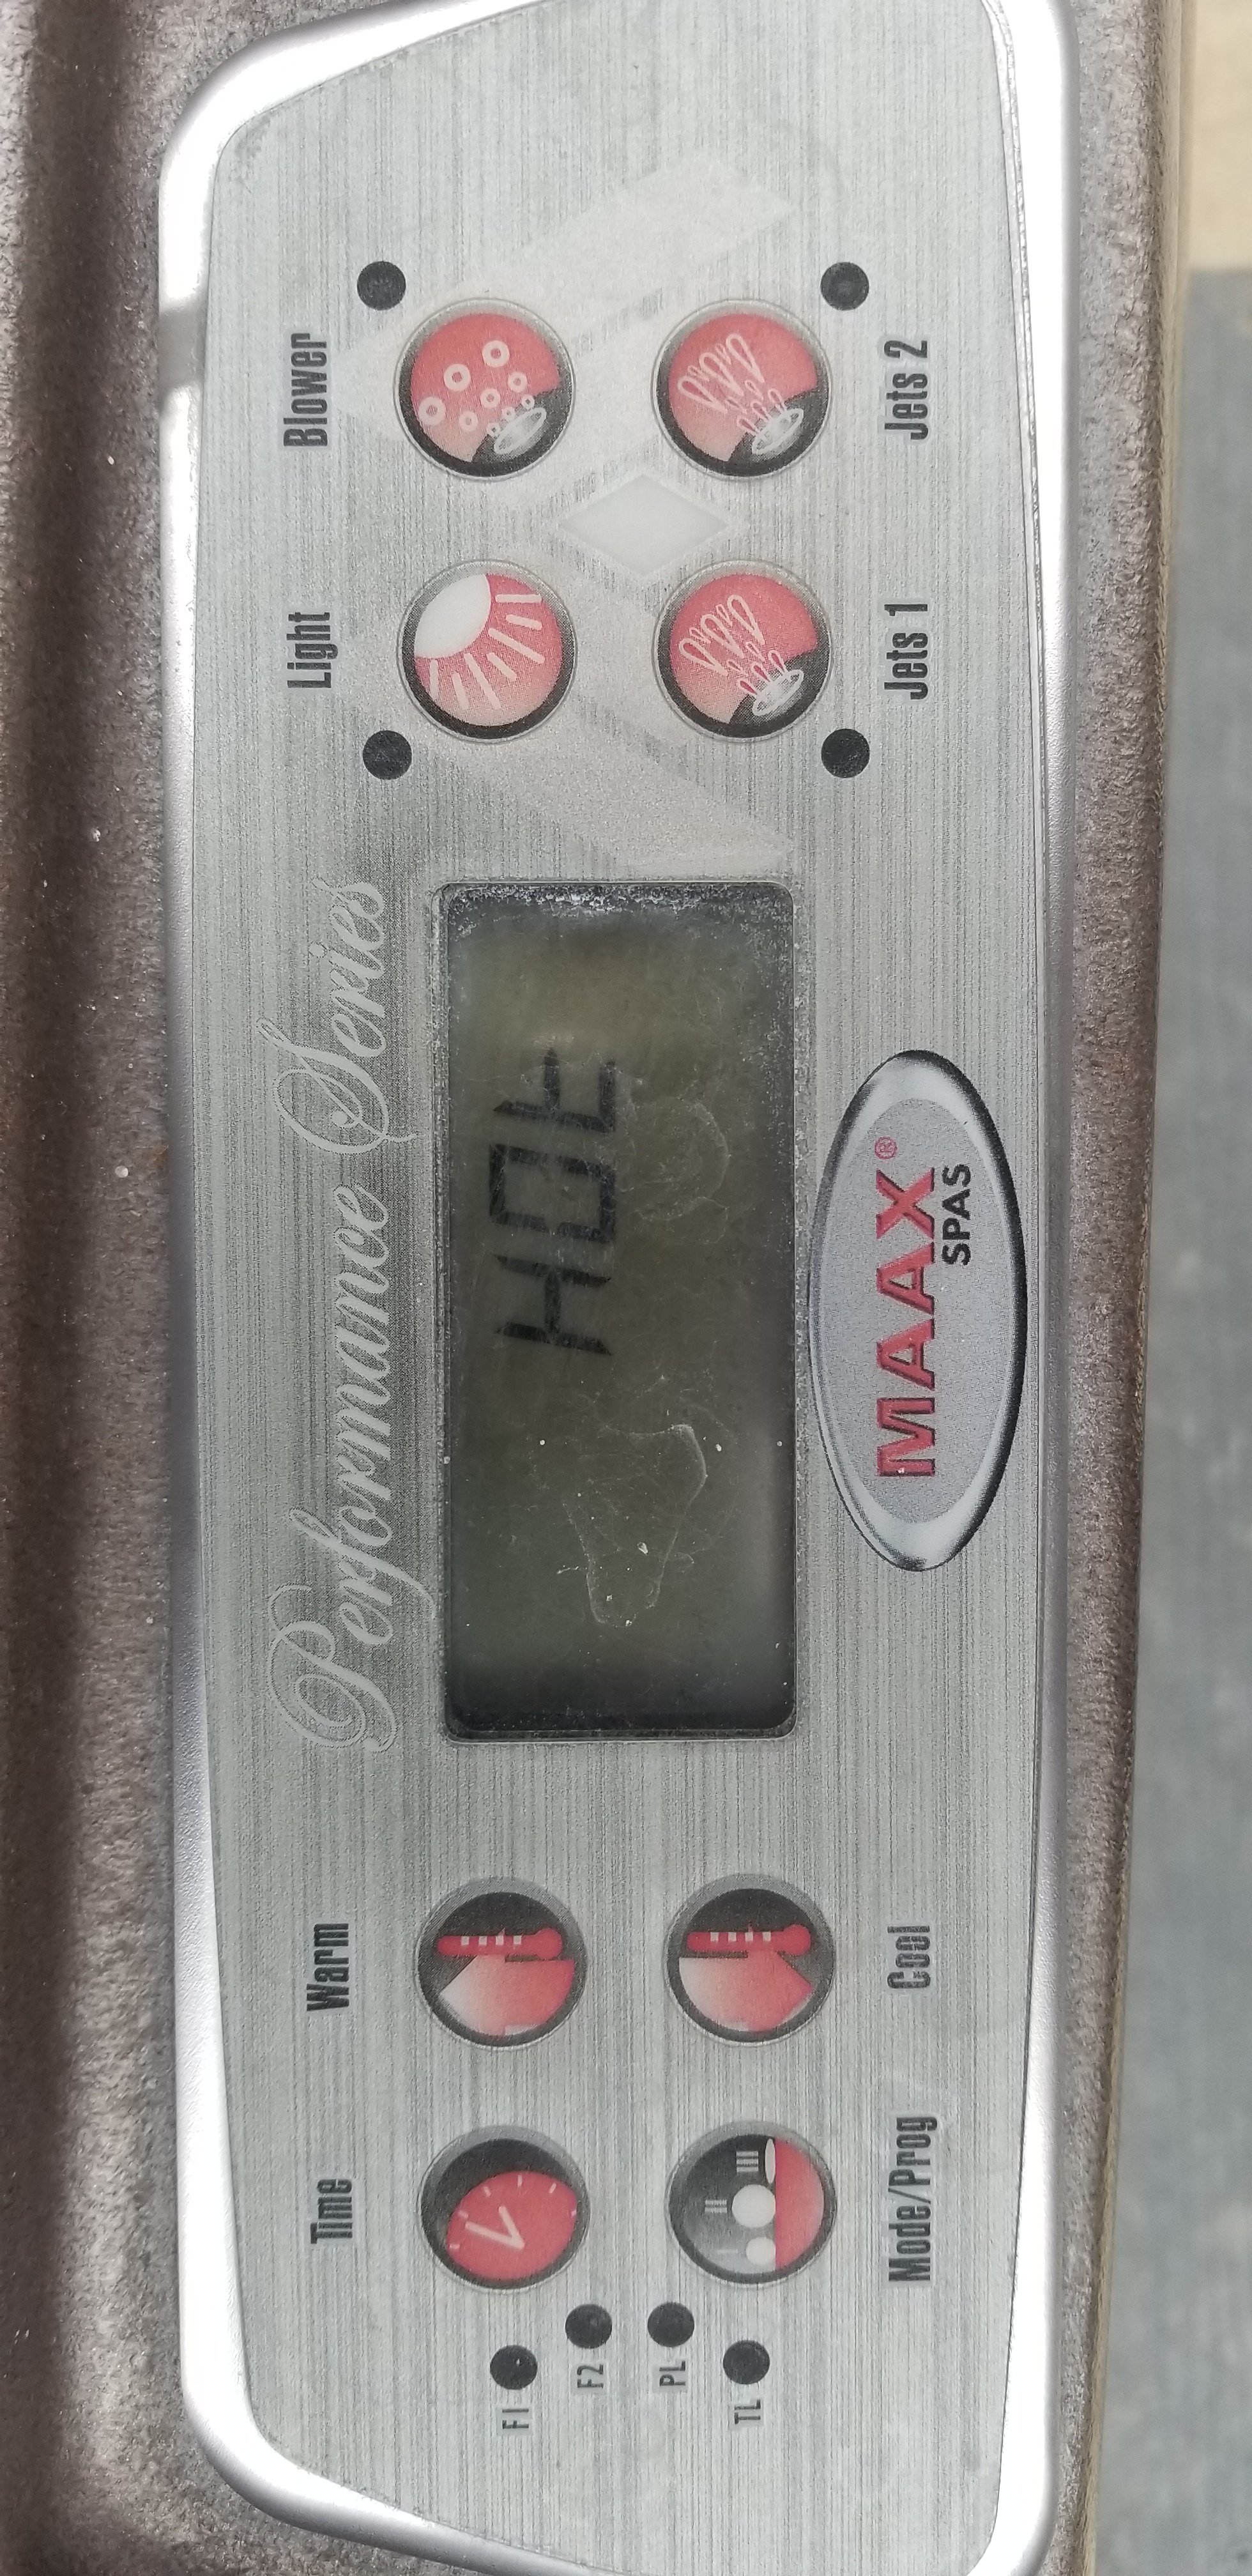 Time
Warm
Performance Series
Light
Blower
F1
F2
PL
TL
HOt
Mode/Prog
Cool
MAAX®
SPAS
Jets 1
Jets 2